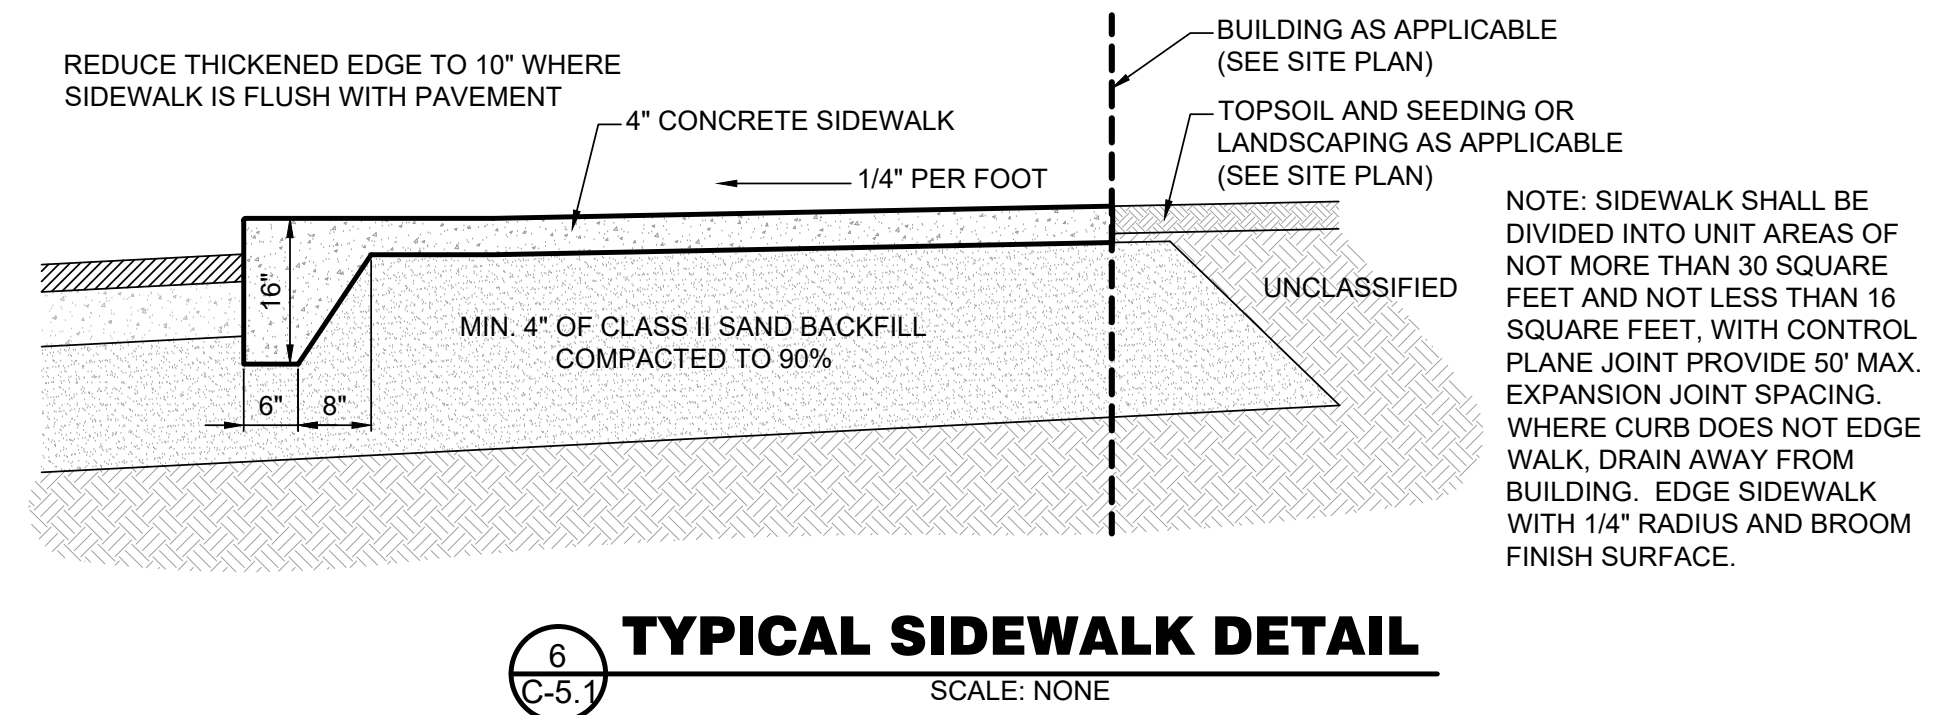 REDUCE THICKENED EDGE TO 10" WHERE
SIDEWALK IS FLUSH WITH PAVEMENT
4" CONCRETE SIDEWALK
1/4" PER FOOT
BUILDING AS APPLICABLE
(SEE SITE PLAN)
TOPSOIL AND SEEDING OR
LANDSCAPING AS APPLICABLE
(SEE SITE PLAN)
16"
6"
8"
MIN. 4" OF CLASS II SAND BACKFILL
COMPACTED TO 90%
UNCLASSIFIED
NOTE: SIDEWALK SHALL BE
DIVIDED INTO UNIT AREAS OF
NOT MORE THAN 30 SQUARE
FEET AND NOT LESS THAN 16
SQUARE FEET, WITH CONTROL
PLANE JOINT PROVIDE 50' MAX.
EXPANSION JOINT SPACING.
WHERE CURB DOES NOT EDGE
WALK, DRAIN AWAY FROM
BUILDING.  EDGE SIDEWALK
WITH 1/4" RADIUS AND BROOM
FINISH SURFACE.
6
C-5.1
TYPICAL SIDEWALK DETAIL
SCALE: NONE